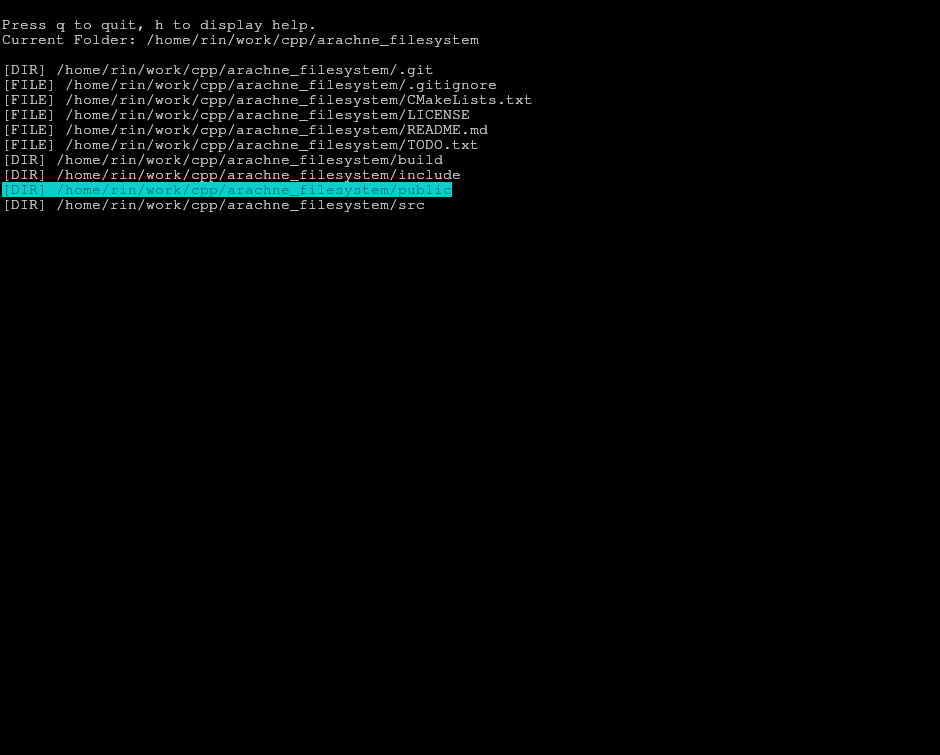 Press q to quit, h to display help.
Current Folder: /home/rin/work/cpp/arachne_filesystem
[DIR] /home/rin/work/cpp/arachne_filesystem/.git
[FILE] /home/rin/work/cpp/arachne_filesystem/.gitignore
[FILE] /home/rin/work/cpp/arachne_filesystem/CMakeLists.txt
[FILE] /home/rin/work/cpp/arachne_filesystem/LICENSE
[FILE] /home/rin/work/cpp/arachne_filesystem/README.md
[FILE] /home/rin/work/cpp/arachne_filesystem/TODO.txt
[DIR] /home/rin/work/cpp/arachne_filesystem/build
[DIR] /home/rin/work/cpp/arachne_filesystem/include
[DIR] /home/rin/work/cpp/arachne_filesystem/public
[DIR] /home/rin/work/cpp/arachne_filesystem/src